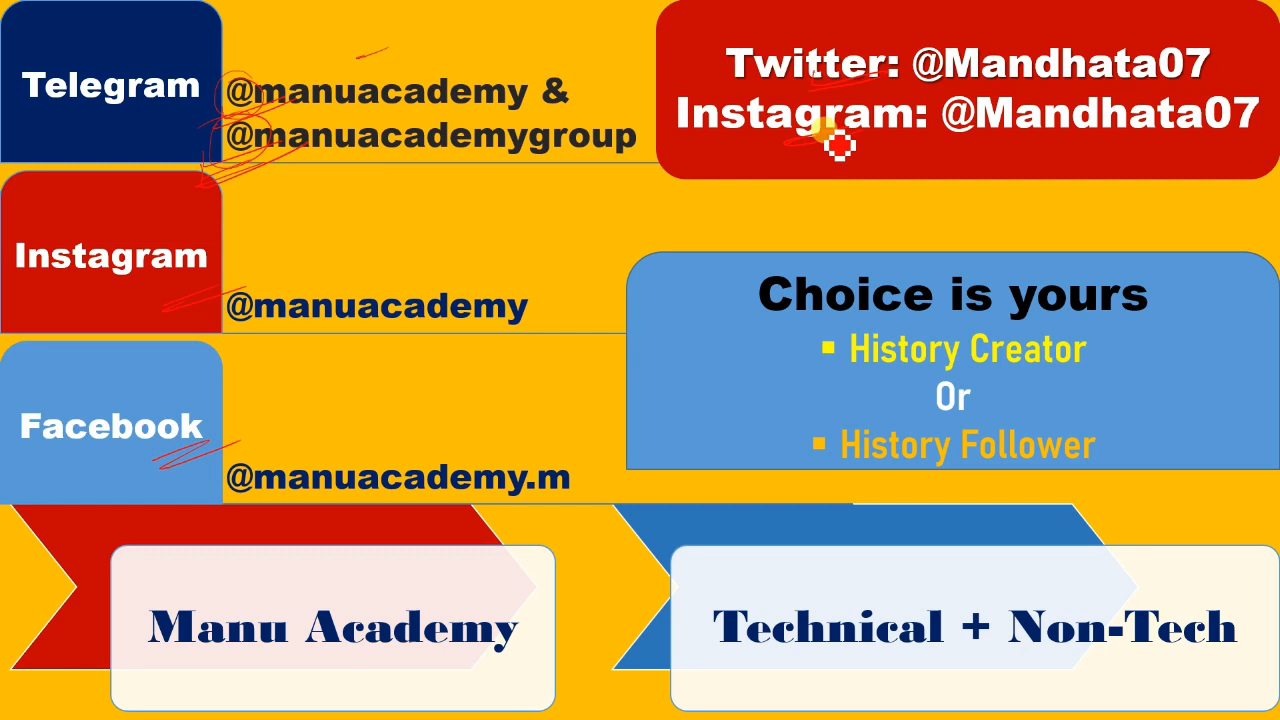 Telegram
@manuacademy &
@manuacademygroup
Twitter: @Mandhata07
Instagram: @Mandhata07
Instagram
@manuacademy
Choice is yours
▪ History Creator
Or
▪ History Follower
Facebook
@manuacademy.m
Manu Academy
Technical + Non-Tech